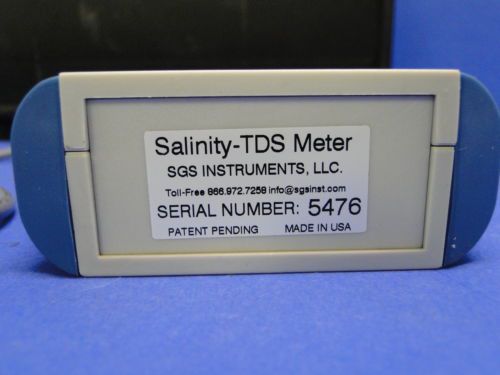 Salinity-TDS Meter
SGS INSTRUMENTS, LLC.
Toll-Free 866.972.7258 info@sgsinst.com
SERIAL NUMBER: 5476
PATENT PENDING MADE IN USA